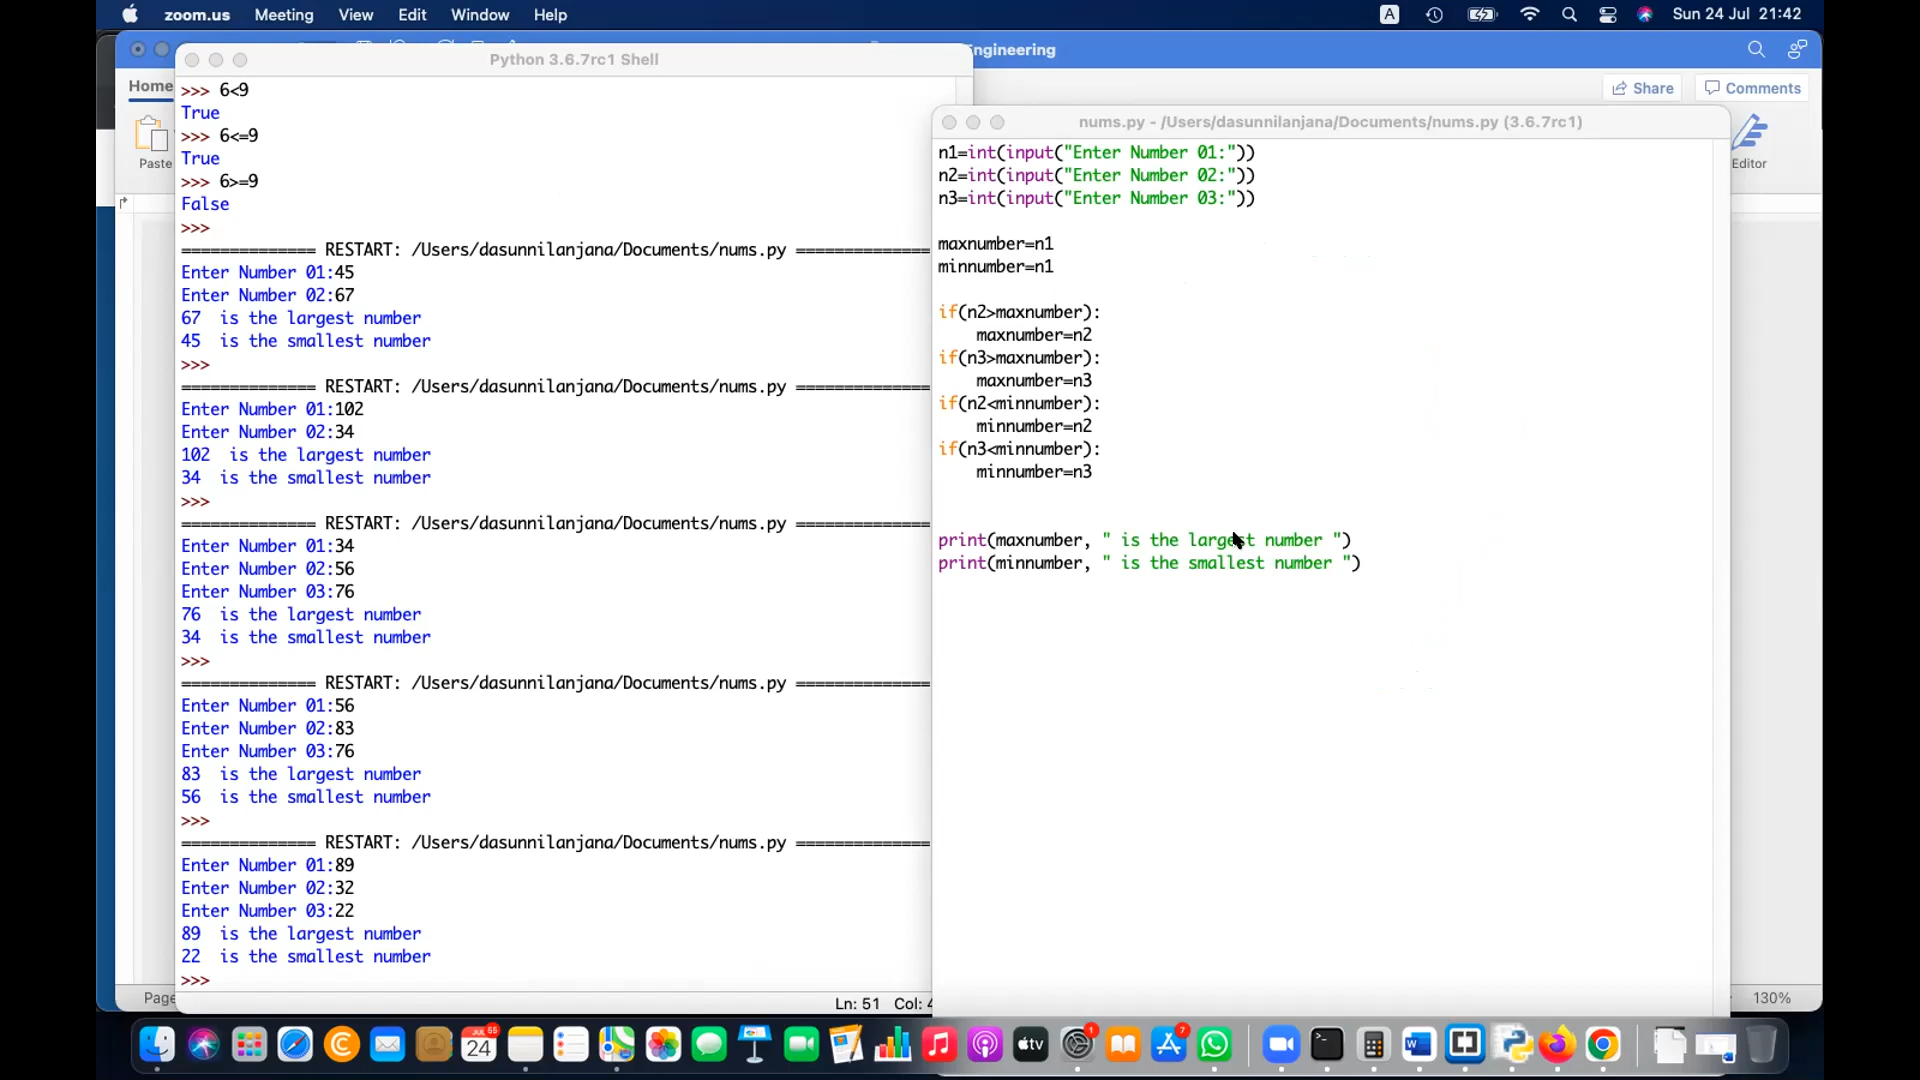 zoom.us Meeting View Edit Window Help A Sun 24 Jul 21:42
Engineering
Home Share Comments
Paste Editor
Python 3.6.7rc1 Shell
>>> 6<9
True
>>> 6<=9
True
>>> 6>=9
False
>>>
============== RESTART: /Users/dasunnilanjana/Documents/nums.py ==============
Enter Number 01:45
Enter Number 02:67
67  is the largest number
45  is the smallest number
>>>
============== RESTART: /Users/dasunnilanjana/Documents/nums.py ==============
Enter Number 01:102
Enter Number 02:34
102  is the largest number
34  is the smallest number
>>>
============== RESTART: /Users/dasunnilanjana/Documents/nums.py ==============
Enter Number 01:34
Enter Number 02:56
Enter Number 03:76
76  is the largest number
34  is the smallest number
>>>
============== RESTART: /Users/dasunnilanjana/Documents/nums.py ==============
Enter Number 01:56
Enter Number 02:83
Enter Number 03:76
83  is the largest number
56  is the smallest number
>>>
============== RESTART: /Users/dasunnilanjana/Documents/nums.py ==============
Enter Number 01:89
Enter Number 02:32
Enter Number 03:22
89  is the largest number
22  is the smallest number
>>>
Ln: 51 Col: 4
nums.py - /Users/dasunnilanjana/Documents/nums.py (3.6.7rc1)
n1=int(input("Enter Number 01:"))
n2=int(input("Enter Number 02:"))
n3=int(input("Enter Number 03:"))
maxnumber=n1
minnumber=n1
if(n2>maxnumber):
    maxnumber=n2
if(n3>maxnumber):
    maxnumber=n3
if(n2<minnumber):
    minnumber=n2
if(n3<minnumber):
    minnumber=n3
print(maxnumber, " is the largest number ")
print(minnumber, " is the smallest number ")
Page 130%
JUL 55
24
tv
1
7